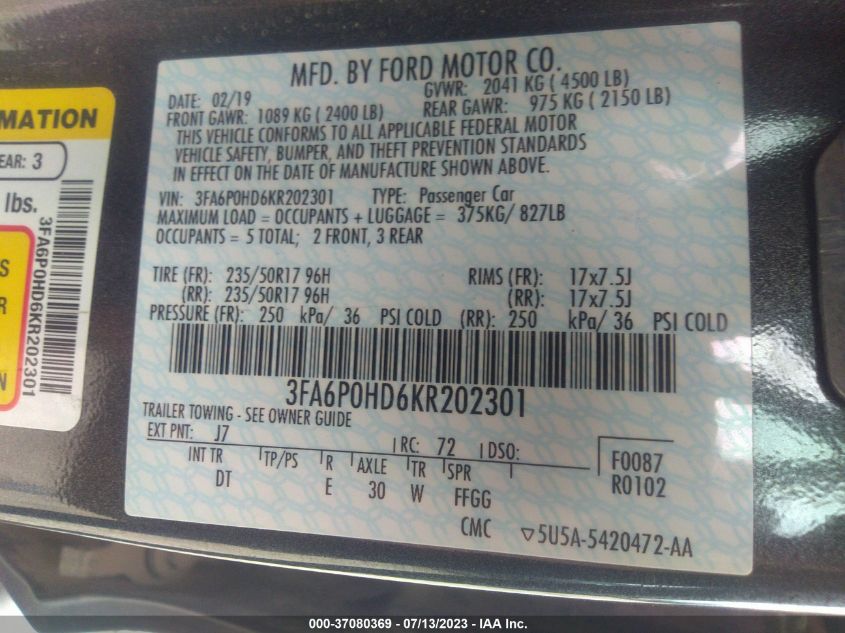 MFD. BY FORD MOTOR CO.
DATE: 02/19 GVWR: 2041 KG ( 4500 LB)
FRONT GAWR: 1089 KG ( 2400 LB) REAR GAWR: 975 KG ( 2150 LB)
THIS VEHICLE CONFORMS TO ALL APPLICABLE FEDERAL MOTOR
VEHICLE SAFETY, BUMPER, AND THEFT PREVENTION STANDARDS
IN EFFECT ON THE DATE OF MANUFACTURE SHOWN ABOVE.
VIN: 3FA6P0HD6KR202301 TYPE: Passenger Car
MAXIMUM LOAD = OCCUPANTS + LUGGAGE = 375KG/ 827LB
OCCUPANTS = 5 TOTAL; 2 FRONT, 3 REAR
TIRE (FR): 235/50R17 96H RIMS (FR): 17x7.5J
(RR): 235/50R17 96H (RR): 17x7.5J
PRESSURE (FR): 250 kPa/ 36 PSI COLD (RR): 250 kPa/ 36 PSI COLD
3FA6P0HD6KR202301
TRAILER TOWING - SEE OWNER GUIDE
EXT PNT: J7 RC: 72 DSO:
INT TR TP/PS R AXLE TR SPR
DT E 30 W FFGG
F0087
R0102
CMC ▽5U5A-5420472-AA
MATION
EAR: 3
lbs.
S
R
N
3FA6P0HD6KR202301
000-37080369 - 07/13/2023 - IAA Inc.